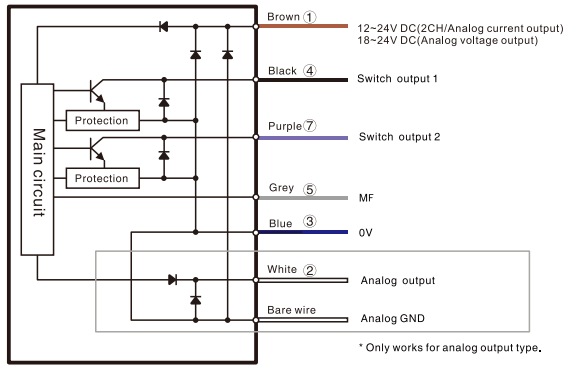 Brown ① 12~24V DC(2CH/Analog current output)
18~24V DC(Analog voltage output)
Black ④ Switch output 1
Protection
Purple ⑦ Switch output 2
Protection
Main circuit
Grey ⑤ MF
Blue ③ 0V
White ② Analog output
Bare wire Analog GND
* Only works for analog output type.